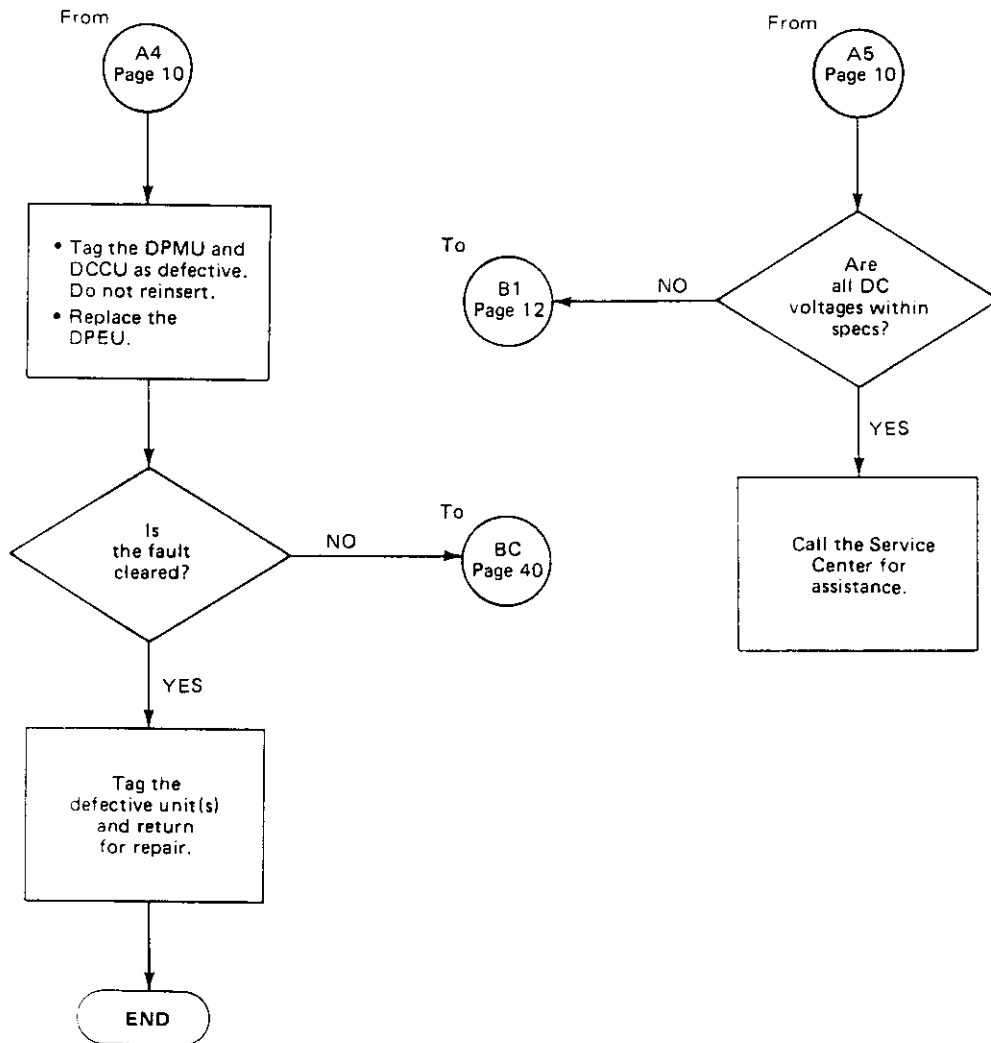 From
A4
Page 10
• Tag the DPMU and
DCCU as defective.
Do not reinsert.
• Replace the
DPEU.
Is
the fault
cleared?
NO
To
BC
Page 40
YES
Tag the
defective unit(s)
and return
for repair.
END
From
A5
Page 10
Are
all DC
voltages within
specs?
NO
To
B1
Page 12
YES
Call the Service
Center for
assistance.